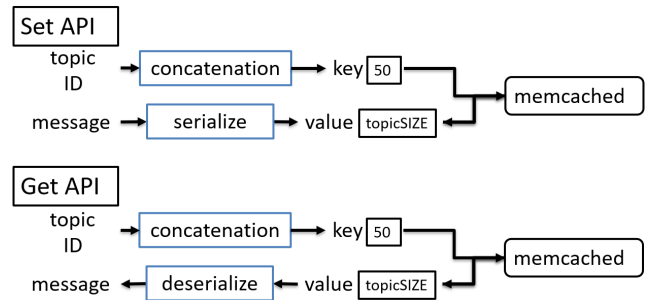 Set API
topic
ID
concatenation
key
50
memcached
message
serialize
value
topicSIZE
Get API
topic
ID
concatenation
key
50
memcached
message
deserialize
value
topicSIZE